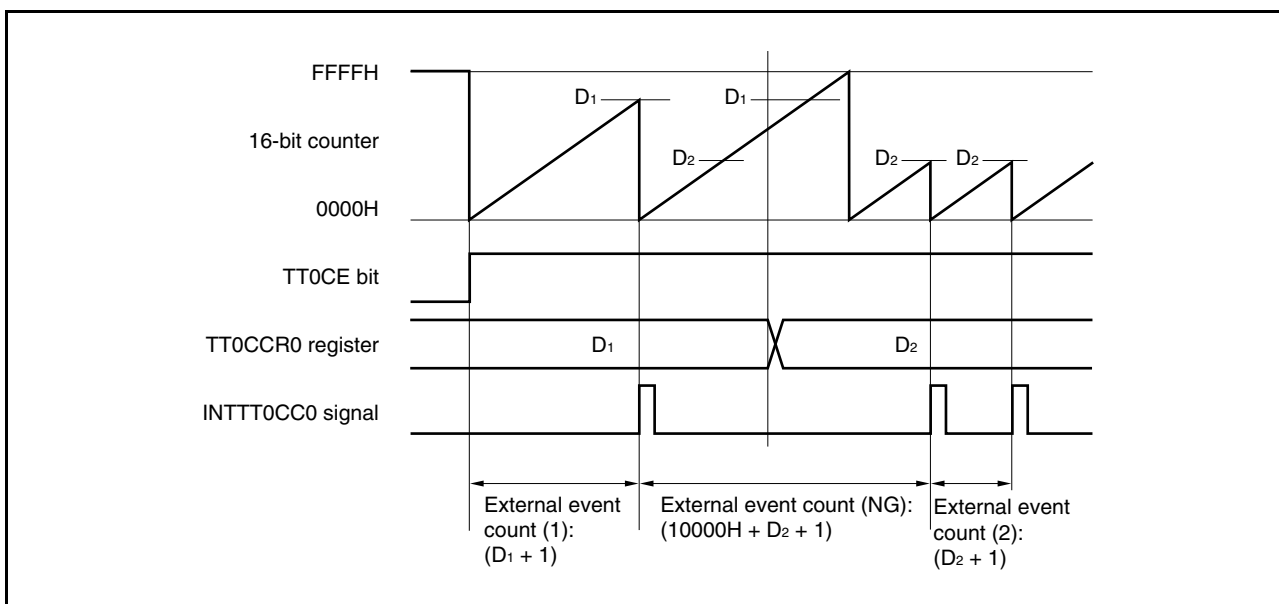 FFFFH
D1
D1
16-bit counter
D2
D2
D2
0000H
TT0CE bit
TT0CCR0 register
D1
D2
INTTT0CC0 signal
External event
count (1):
(D1 + 1)
External event count (NG):
(10000H + D2 + 1)
External event
count (2):
(D2 + 1)